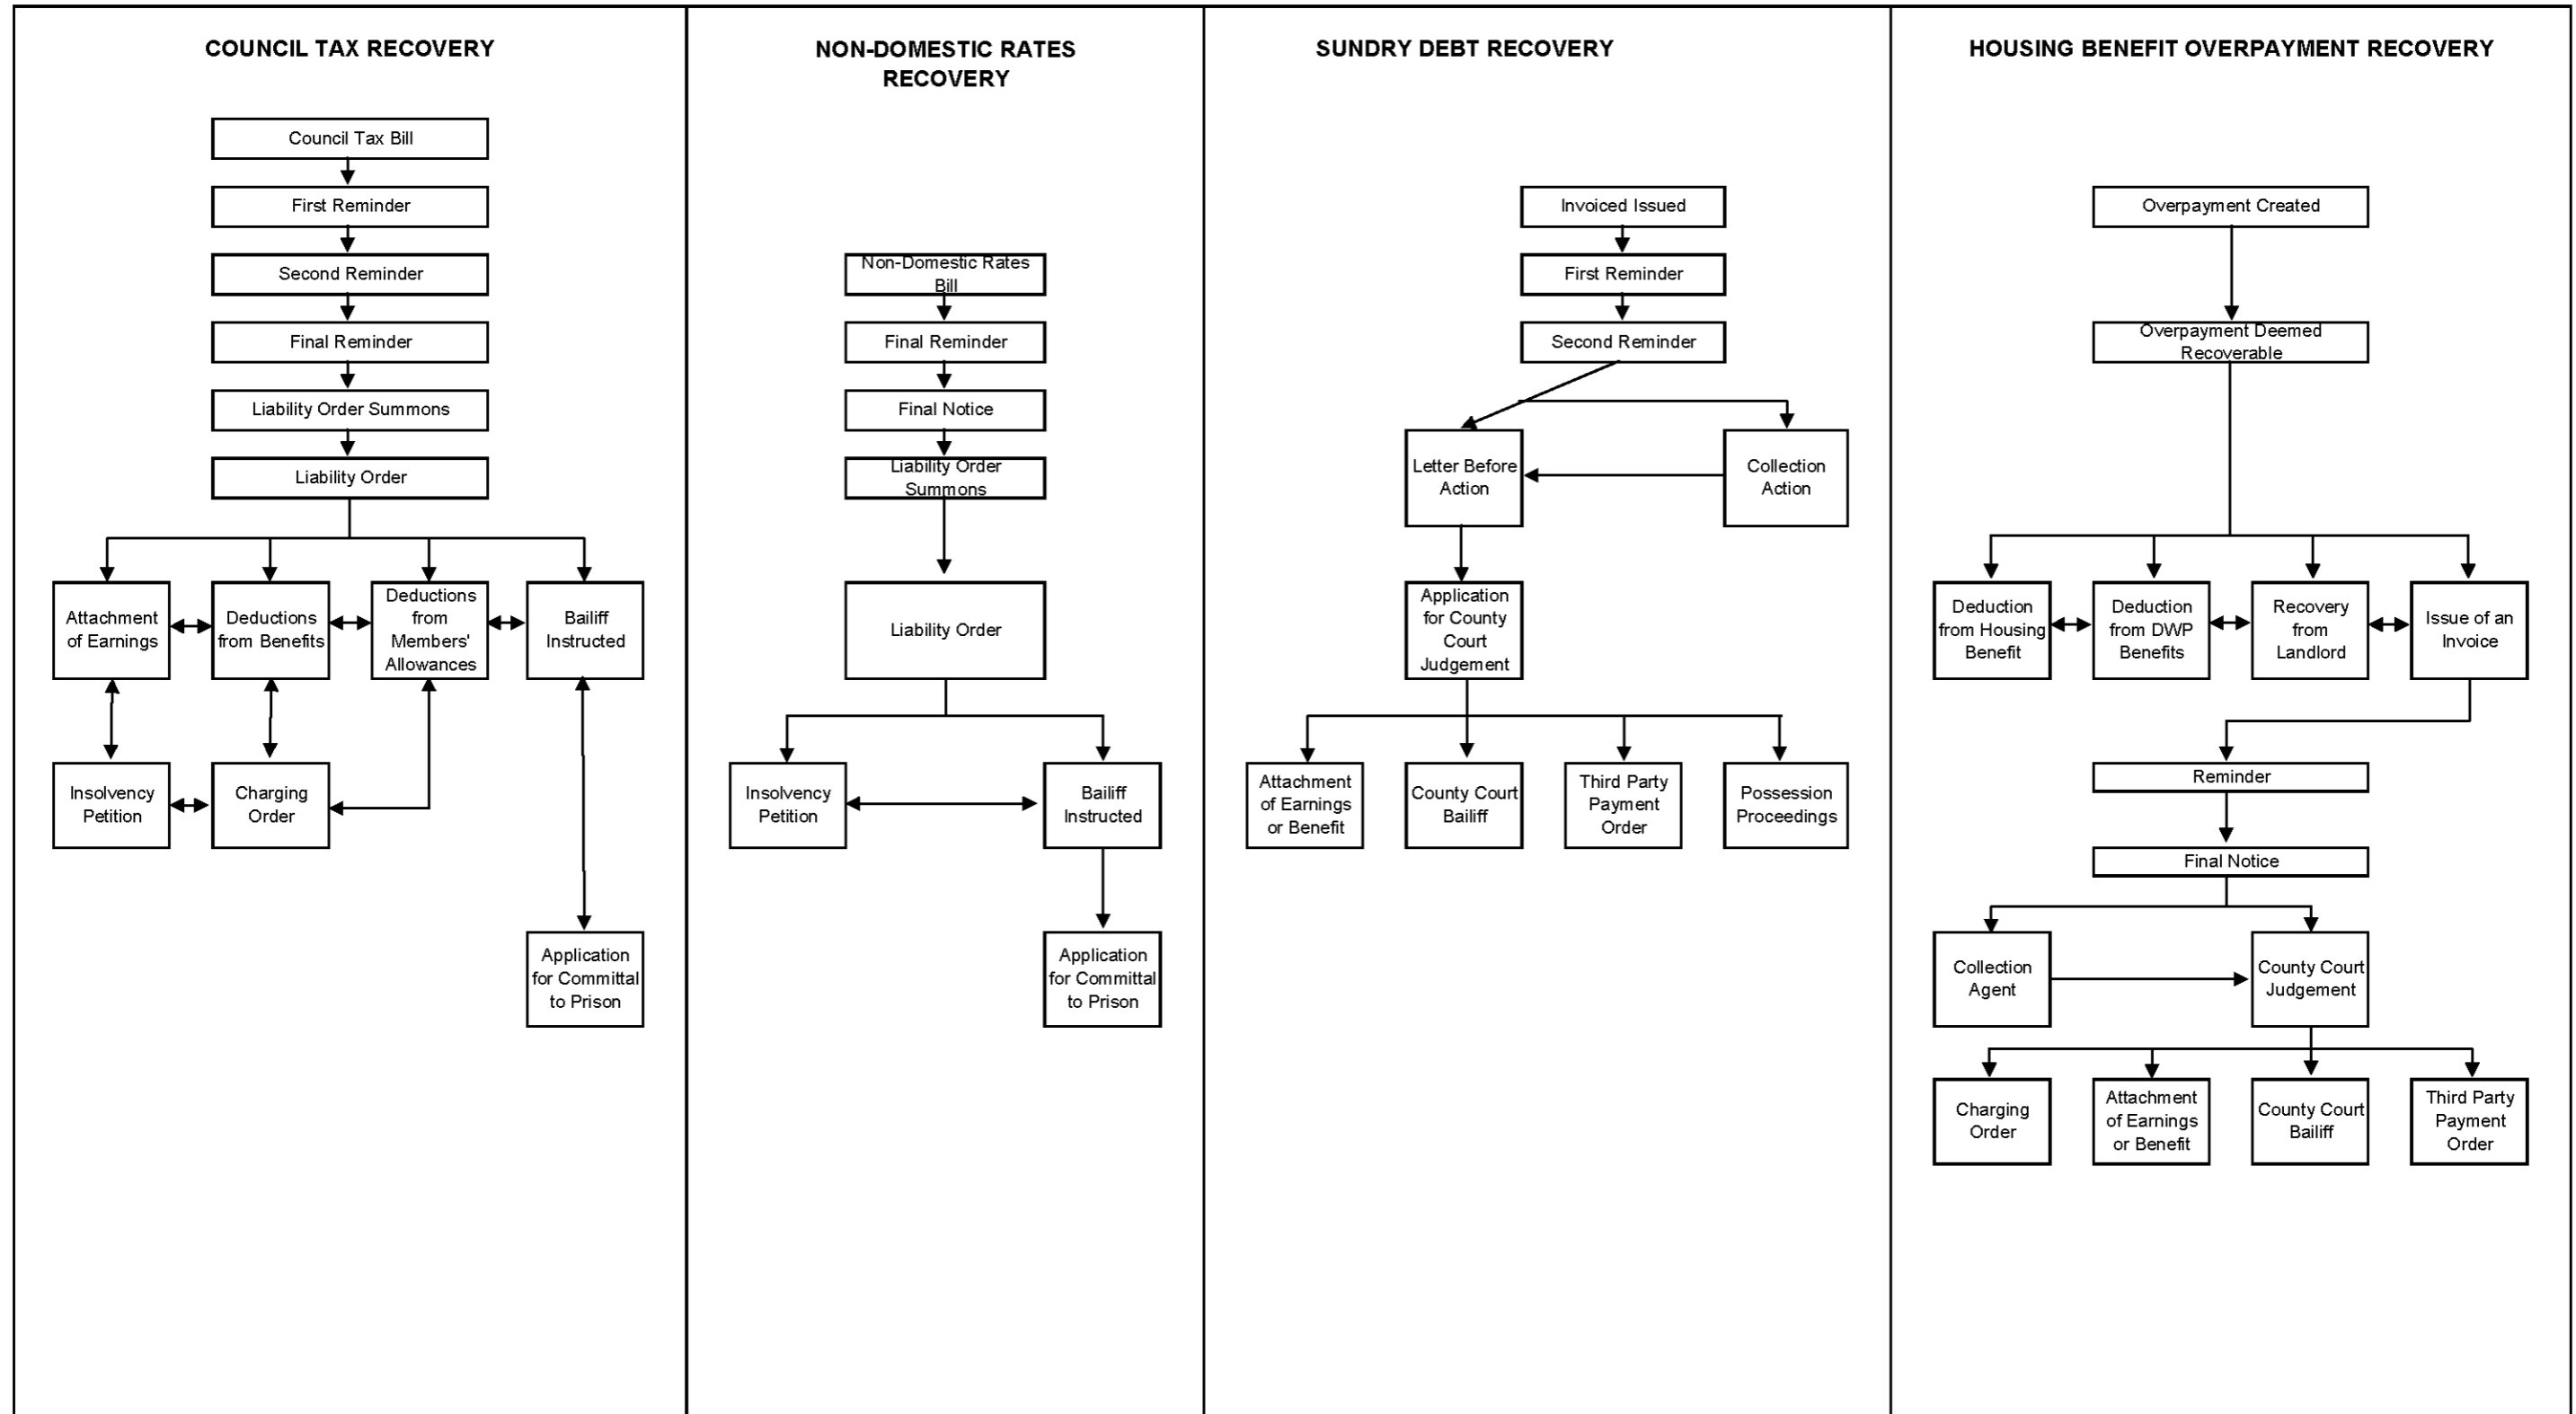 COUNCIL TAX RECOVERY
Council Tax Bill
First Reminder
Second Reminder
Final Reminder
Liability Order Summons
Liability Order
Attachment
of Earnings
Deductions
from Benefits
Deductions
from
Members'
Allowances
Bailiff
Instructed
Insolvency
Petition
Charging
Order
Application
for Committal
to Prison
NON-DOMESTIC RATES
RECOVERY
Non-Domestic Rates
Bill
Final Reminder
Final Notice
Liability Order
Summons
Liability Order
Insolvency
Petition
Bailiff
Instructed
Application
for Committal
to Prison
SUNDRY DEBT RECOVERY
Invoiced Issued
First Reminder
Second Reminder
Letter Before
Action
Collection
Action
Application
for County
Court
Judgement
Attachment
of Earnings
or Benefit
County Court
Bailiff
Third Party
Payment
Order
Possession
Proceedings
HOUSING BENEFIT OVERPAYMENT RECOVERY
Overpayment Created
Overpayment Deemed
Recoverable
Deduction
from Housing
Benefit
Deduction
from DWP
Benefits
Recovery
from
Landlord
Issue of an
Invoice
Reminder
Final Notice
Collection
Agent
County Court
Judgement
Charging
Order
Attachment
of Earnings
or Benefit
County Court
Bailiff
Third Party
Payment
Order